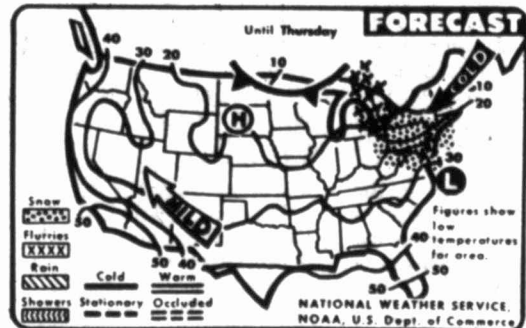 Until Thursday
FORECAST
40
30
20
10
COLD
10
20
30
H
L
MILD
50
50
40
40
50
50
Figures show
low
temperatures
for area.
Snow
Flurries
XXXX
Rain
Showers
Cold
Warm
Stationary
Occluded
NATIONAL WEATHER SERVICE,
NOAA, U.S. Dept. of Commerce